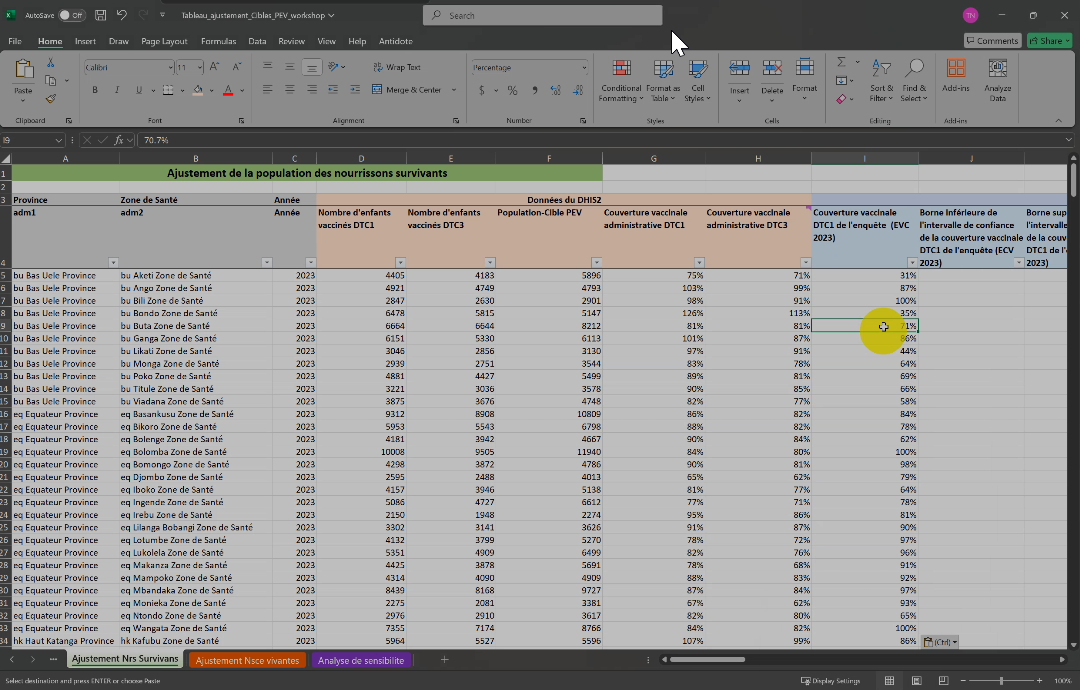 AutoSave Off Tableau_ajustement_Cibles_PEV_workshop Search TN
File Home Insert Draw Page Layout Formulas Data Review View Help Antidote Comments Share
Calibri 11 Wrap Text Percentage
Paste B I U Merge & Center $ % Conditional Formatting Format as Table Cell Styles Insert Delete Format Sort & Filter Find & Select Add-ins Analyze Data
Clipboard Font Alignment Number Styles Cells Editing Add-ins
I9 fx 70.7%
A B C D E F G H I J
1 Ajustement de la population des nourrissons survivants
2
3 Province Zone de Santé Année Données du DHIS2
4 adm1 adm2 Année Nombre d'enfants vaccinés DTC1 Nombre d'enfants vaccinés DTC3 Population-Cible PEV Couverture vaccinale administrative DTC1 Couverture vaccinale administrative DTC3 Couverture vaccinale DTC1 de l'enquête (EVC 2023) Borne Inférieure de l'intervalle de confiance de la couverture vaccinale DTC1 de l'enquête (ECV 2023) Borne sup l'intervalle de la couv DTC1 de l' 2023)
5 bu Bas Uele Province bu Aketi Zone de Santé 2023 4405 4183 5896 75% 71% 31%
6 bu Bas Uele Province bu Ango Zone de Santé 2023 4921 4749 4793 103% 99% 87%
7 bu Bas Uele Province bu Bili Zone de Santé 2023 2847 2630 2901 98% 91% 100%
8 bu Bas Uele Province bu Bondo Zone de Santé 2023 6478 5815 5147 126% 113% 35%
9 bu Bas Uele Province bu Buta Zone de Santé 2023 6664 6644 8212 81% 81% 71%
10 bu Bas Uele Province bu Ganga Zone de Santé 2023 6151 5330 6113 101% 87% 86%
11 bu Bas Uele Province bu Likati Zone de Santé 2023 3046 2856 3130 97% 91% 44%
12 bu Bas Uele Province bu Monga Zone de Santé 2023 2939 2751 3544 83% 78% 64%
13 bu Bas Uele Province bu Poko Zone de Santé 2023 4881 4427 5499 89% 81% 69%
14 bu Bas Uele Province bu Titule Zone de Santé 2023 3221 3036 3578 90% 85% 66%
15 bu Bas Uele Province bu Viadana Zone de Santé 2023 3875 3676 4748 82% 77% 58%
16 eq Equateur Province eq Basankusu Zone de Santé 2023 9312 8908 10809 86% 82% 84%
17 eq Equateur Province eq Bikoro Zone de Santé 2023 5953 5543 6798 88% 82% 78%
18 eq Equateur Province eq Bolenge Zone de Santé 2023 4181 3942 4667 90% 84% 62%
19 eq Equateur Province eq Bolomba Zone de Santé 2023 10008 9505 11940 84% 80% 100%
20 eq Equateur Province eq Bomongo Zone de Santé 2023 4298 3872 4786 90% 81% 98%
21 eq Equateur Province eq Djombo Zone de Santé 2023 2595 2488 4013 65% 62% 79%
22 eq Equateur Province eq Iboko Zone de Santé 2023 4157 3946 5138 81% 77% 64%
23 eq Equateur Province eq Ingende Zone de Santé 2023 5086 4727 6612 77% 71% 78%
24 eq Equateur Province eq Irebu Zone de Santé 2023 2150 1948 2274 95% 86% 81%
25 eq Equateur Province eq Lilanga Bobangi Zone de Santé 2023 3302 3141 3626 91% 87% 90%
26 eq Equateur Province eq Lotumbe Zone de Santé 2023 4132 3799 5270 78% 72% 97%
27 eq Equateur Province eq Lukolela Zone de Santé 2023 5351 4909 6499 82% 76% 96%
28 eq Equateur Province eq Makanza Zone de Santé 2023 4425 3878 5691 78% 68% 91%
29 eq Equateur Province eq Mampoko Zone de Santé 2023 4314 4090 4909 88% 83% 92%
30 eq Equateur Province eq Mbandaka Zone de Santé 2023 8439 8168 9727 87% 84% 97%
31 eq Equateur Province eq Monieka Zone de Santé 2023 2275 2081 3381 67% 62% 93%
32 eq Equateur Province eq Ntondo Zone de Santé 2023 2976 2910 3617 82% 80% 65%
33 eq Equateur Province eq Wangata Zone de Santé 2023 7355 7174 8766 84% 82% 100%
34 hk Haut Katanga Province hk Kafubu Zone de Santé 2023 5964 5527 5596 107% 99% 86% (Ctrl)
Ajustement Nrs Survivans Ajustement Nsce vivantes Analyse de sensibilite
Select destination and press ENTER or choose Paste Display Settings 100%